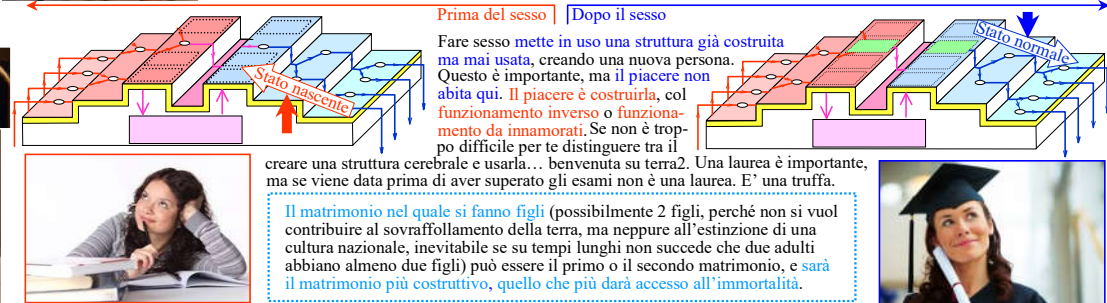 Prima del sesso
Dopo il sesso
Stato nascente
Stato normale
Fare sesso mette in uso una struttura già costruita
ma mai usata, creando una nuova persona.
Questo è importante, ma il piacere non
abita qui. Il piacere è costruirla, col
funzionamento inverso o funziona-
mento da innamorati. Se non è trop-
po difficile per te distinguere tra il
creare una struttura cerebrale e usarla… benvenuta su terra2. Una laurea è importante,
ma se viene data prima di aver superato gli esami non è una laurea. E’ una truffa.
Il matrimonio nel quale si fanno figli (possibilmente 2 figli, perché non si vuol
contribuire al sovraffollamento della terra, ma neppure all’estinzione di una
cultura nazionale, inevitabile se su tempi lunghi non succede che due adulti
abbiano almeno due figli) può essere il primo o il secondo matrimonio, e sarà
il matrimonio più costruttivo, quello che più darà accesso all’immortalità.